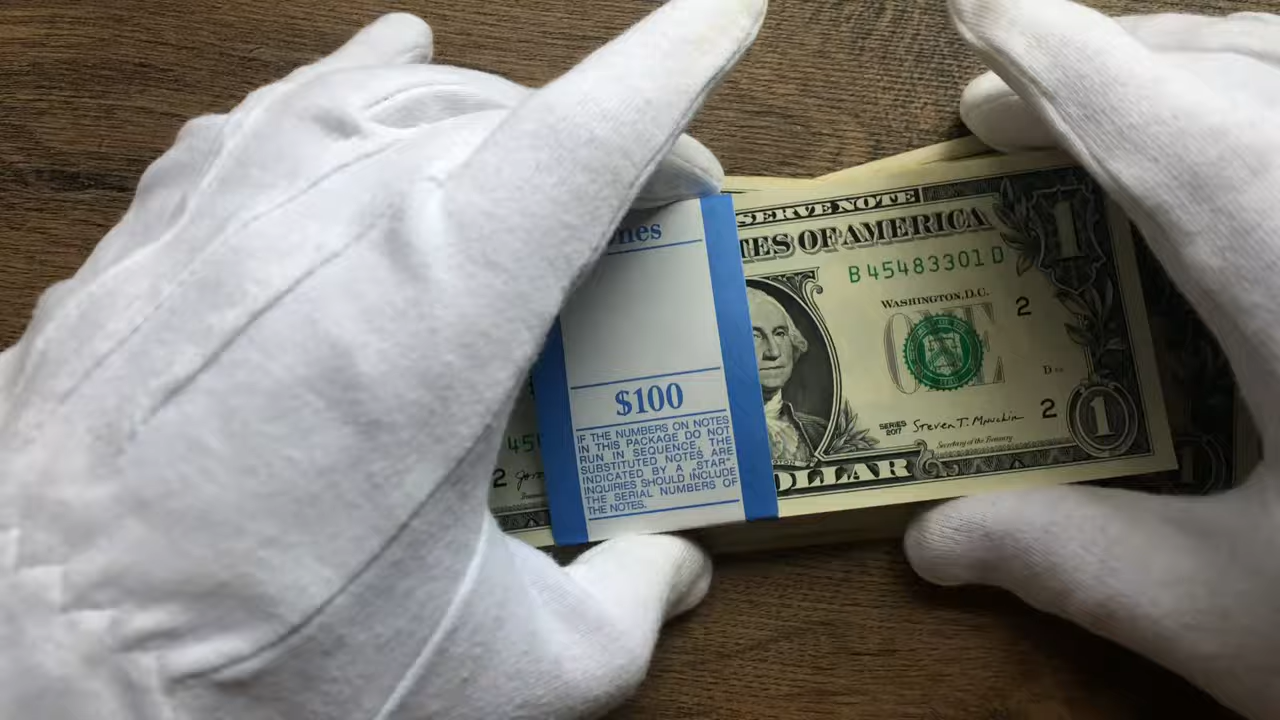 SERVE NOTE
TES OF AMERICA
B 45483301 D
WASHINGTON, D.C.
2
1
ONE
D
SERIES
2017
Steven T. Mnuchin
Secretary of the Treasury
2
1
OLLAR
nes
$100
IF THE NUMBERS ON NOTES
IN THIS PACKAGE DO NOT
RUN IN SEQUENCE, THE
SUBSTITUTED NOTES ARE
INDICATED BY A „STAR".
INQUIRIES SHOULD INCLUDE
THE SERIAL NUMBERS OF
THE NOTES.
45
2